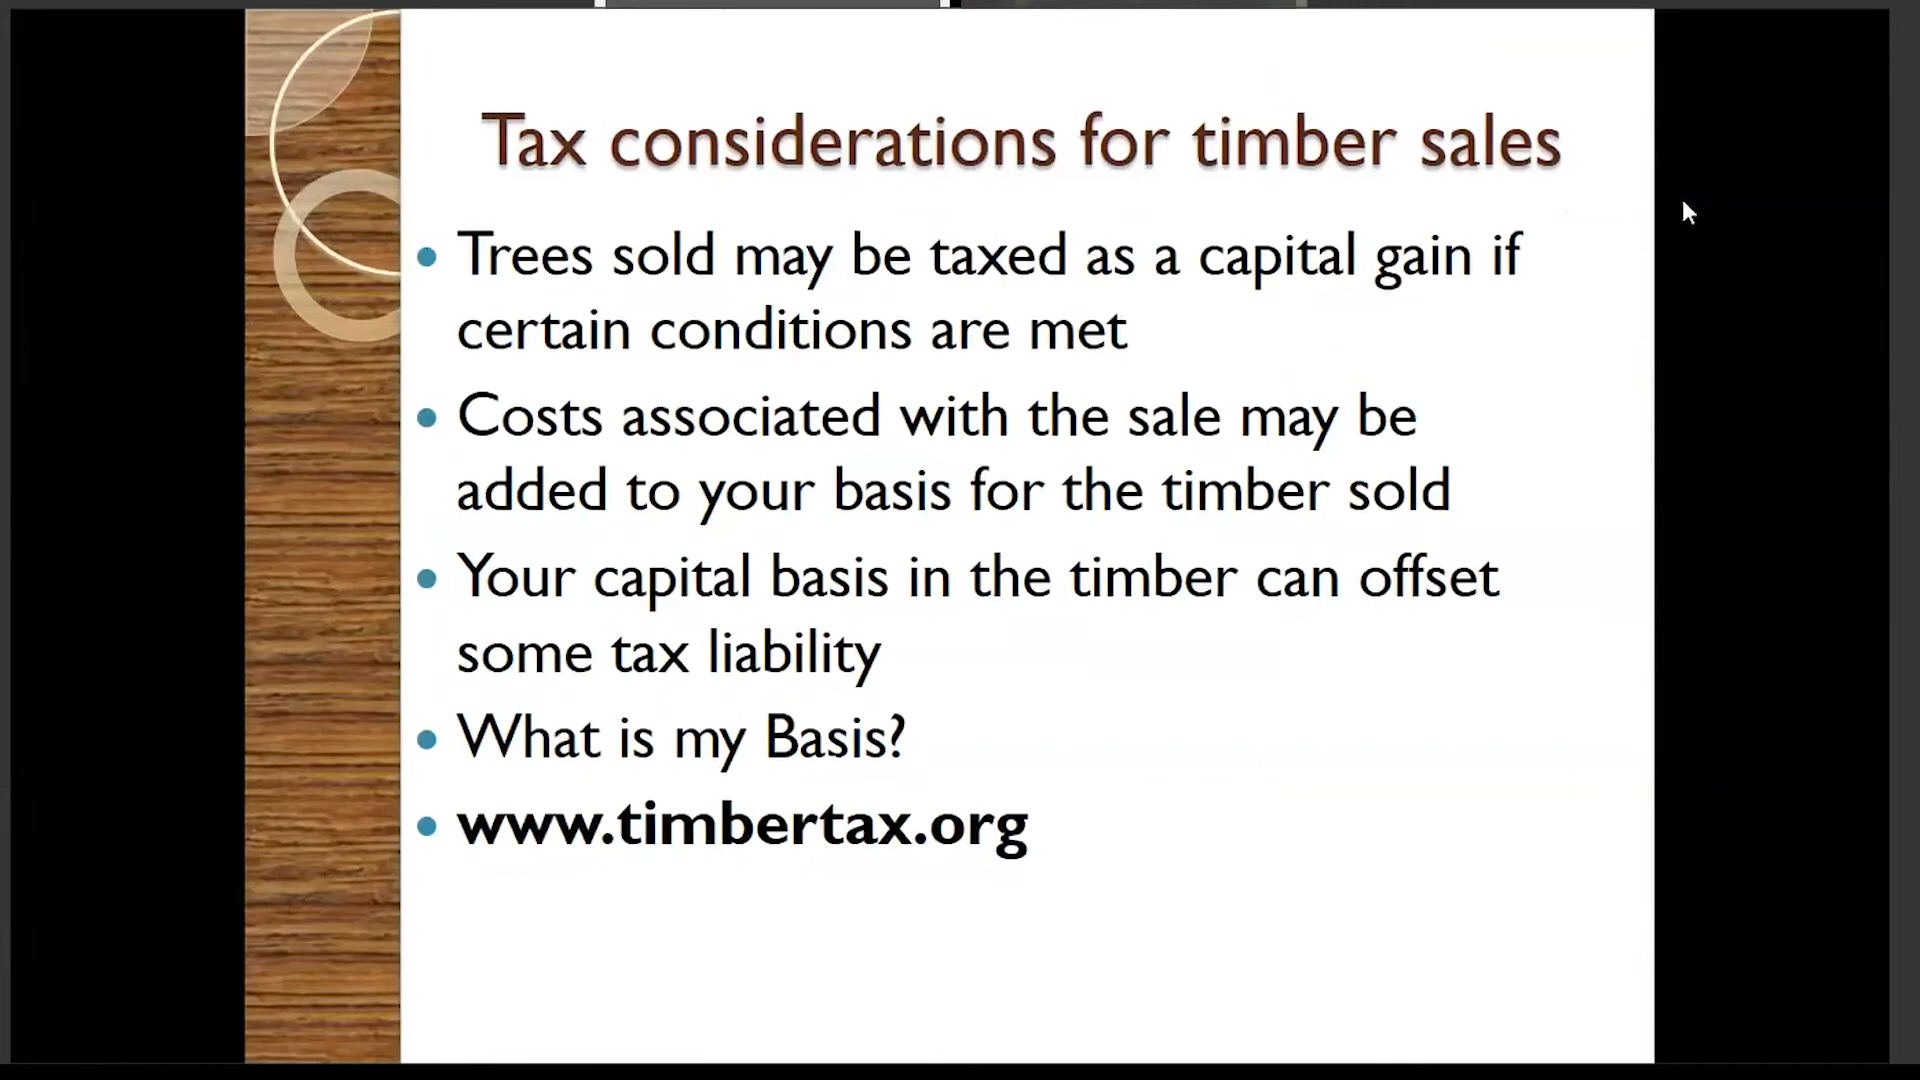 Tax considerations for timber sales
Trees sold may be taxed as a capital gain if
certain conditions are met
Costs associated with the sale may be
added to your basis for the timber sold
Your capital basis in the timber can offset
some tax liability
What is my Basis?
www.timbertax.org